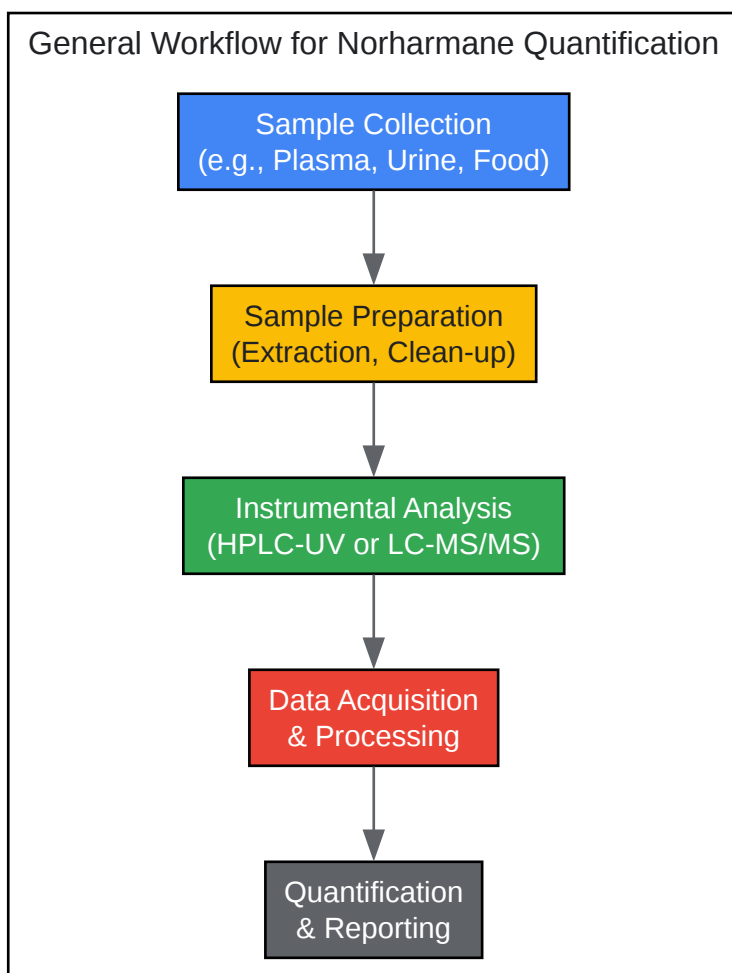 General Workflow for Norharmane Quantification
Sample Collection
(e.g., Plasma, Urine, Food)
Sample Preparation
(Extraction, Clean-up)
Instrumental Analysis
(HPLC-UV or LC-MS/MS)
Data Acquisition
& Processing
Quantification
& Reporting